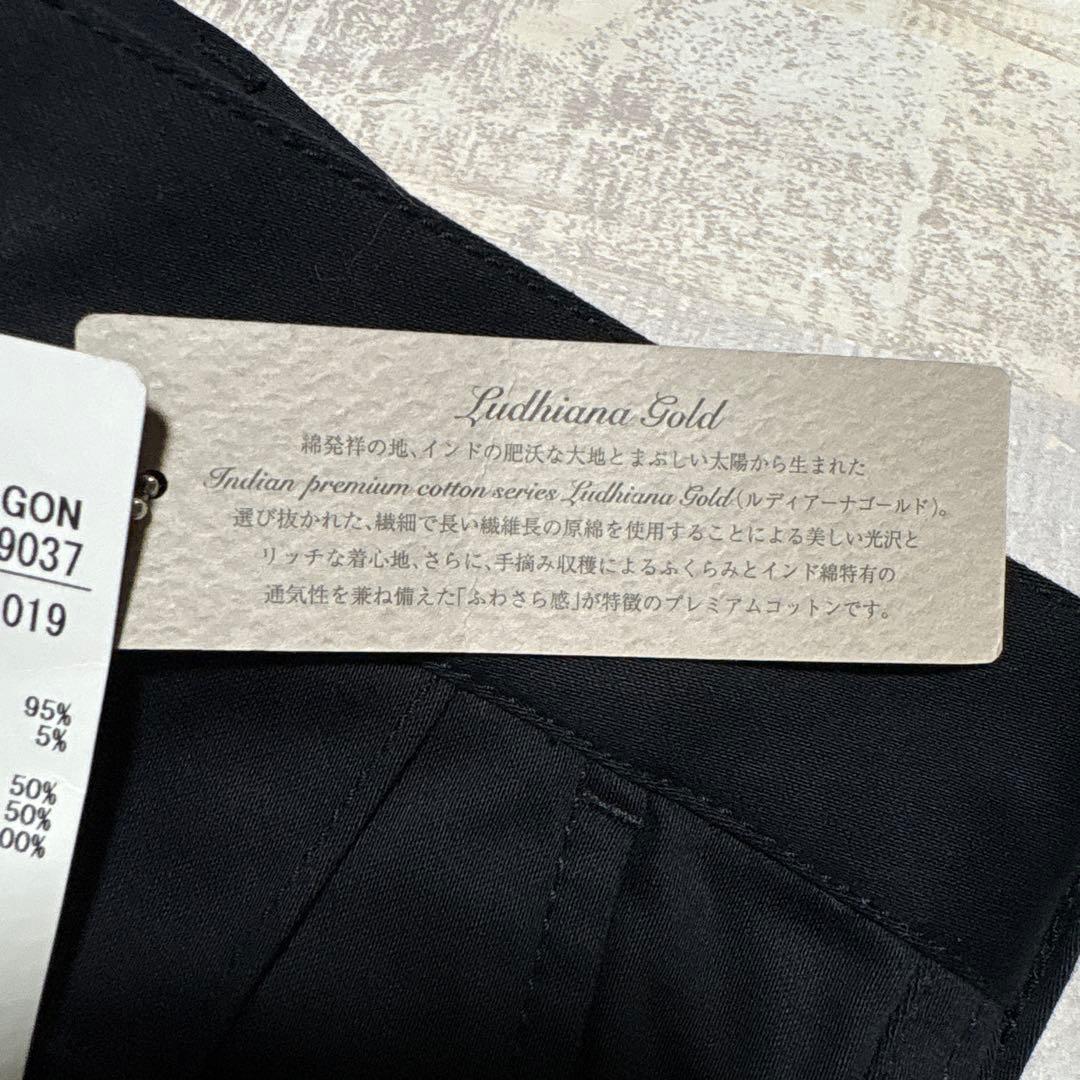 Ludhiana Gold
綿発祥の地、インドの肥沃な大地とまぶしい太陽から生まれた
Indian premium cotton series Ludhiana Gold(ルディアーナゴールド)。
選び抜かれた、繊細で長い繊維長の原綿を使用することによる美しい光沢と
リッチな着心地、さらに、手摘み収穫によるふくらみとインド綿特有の
通気性を兼ね備えた「ふわさら感」が特徴のプレミアムコットンです。
GON
9037
019
95%
5%
50%
50%
00%